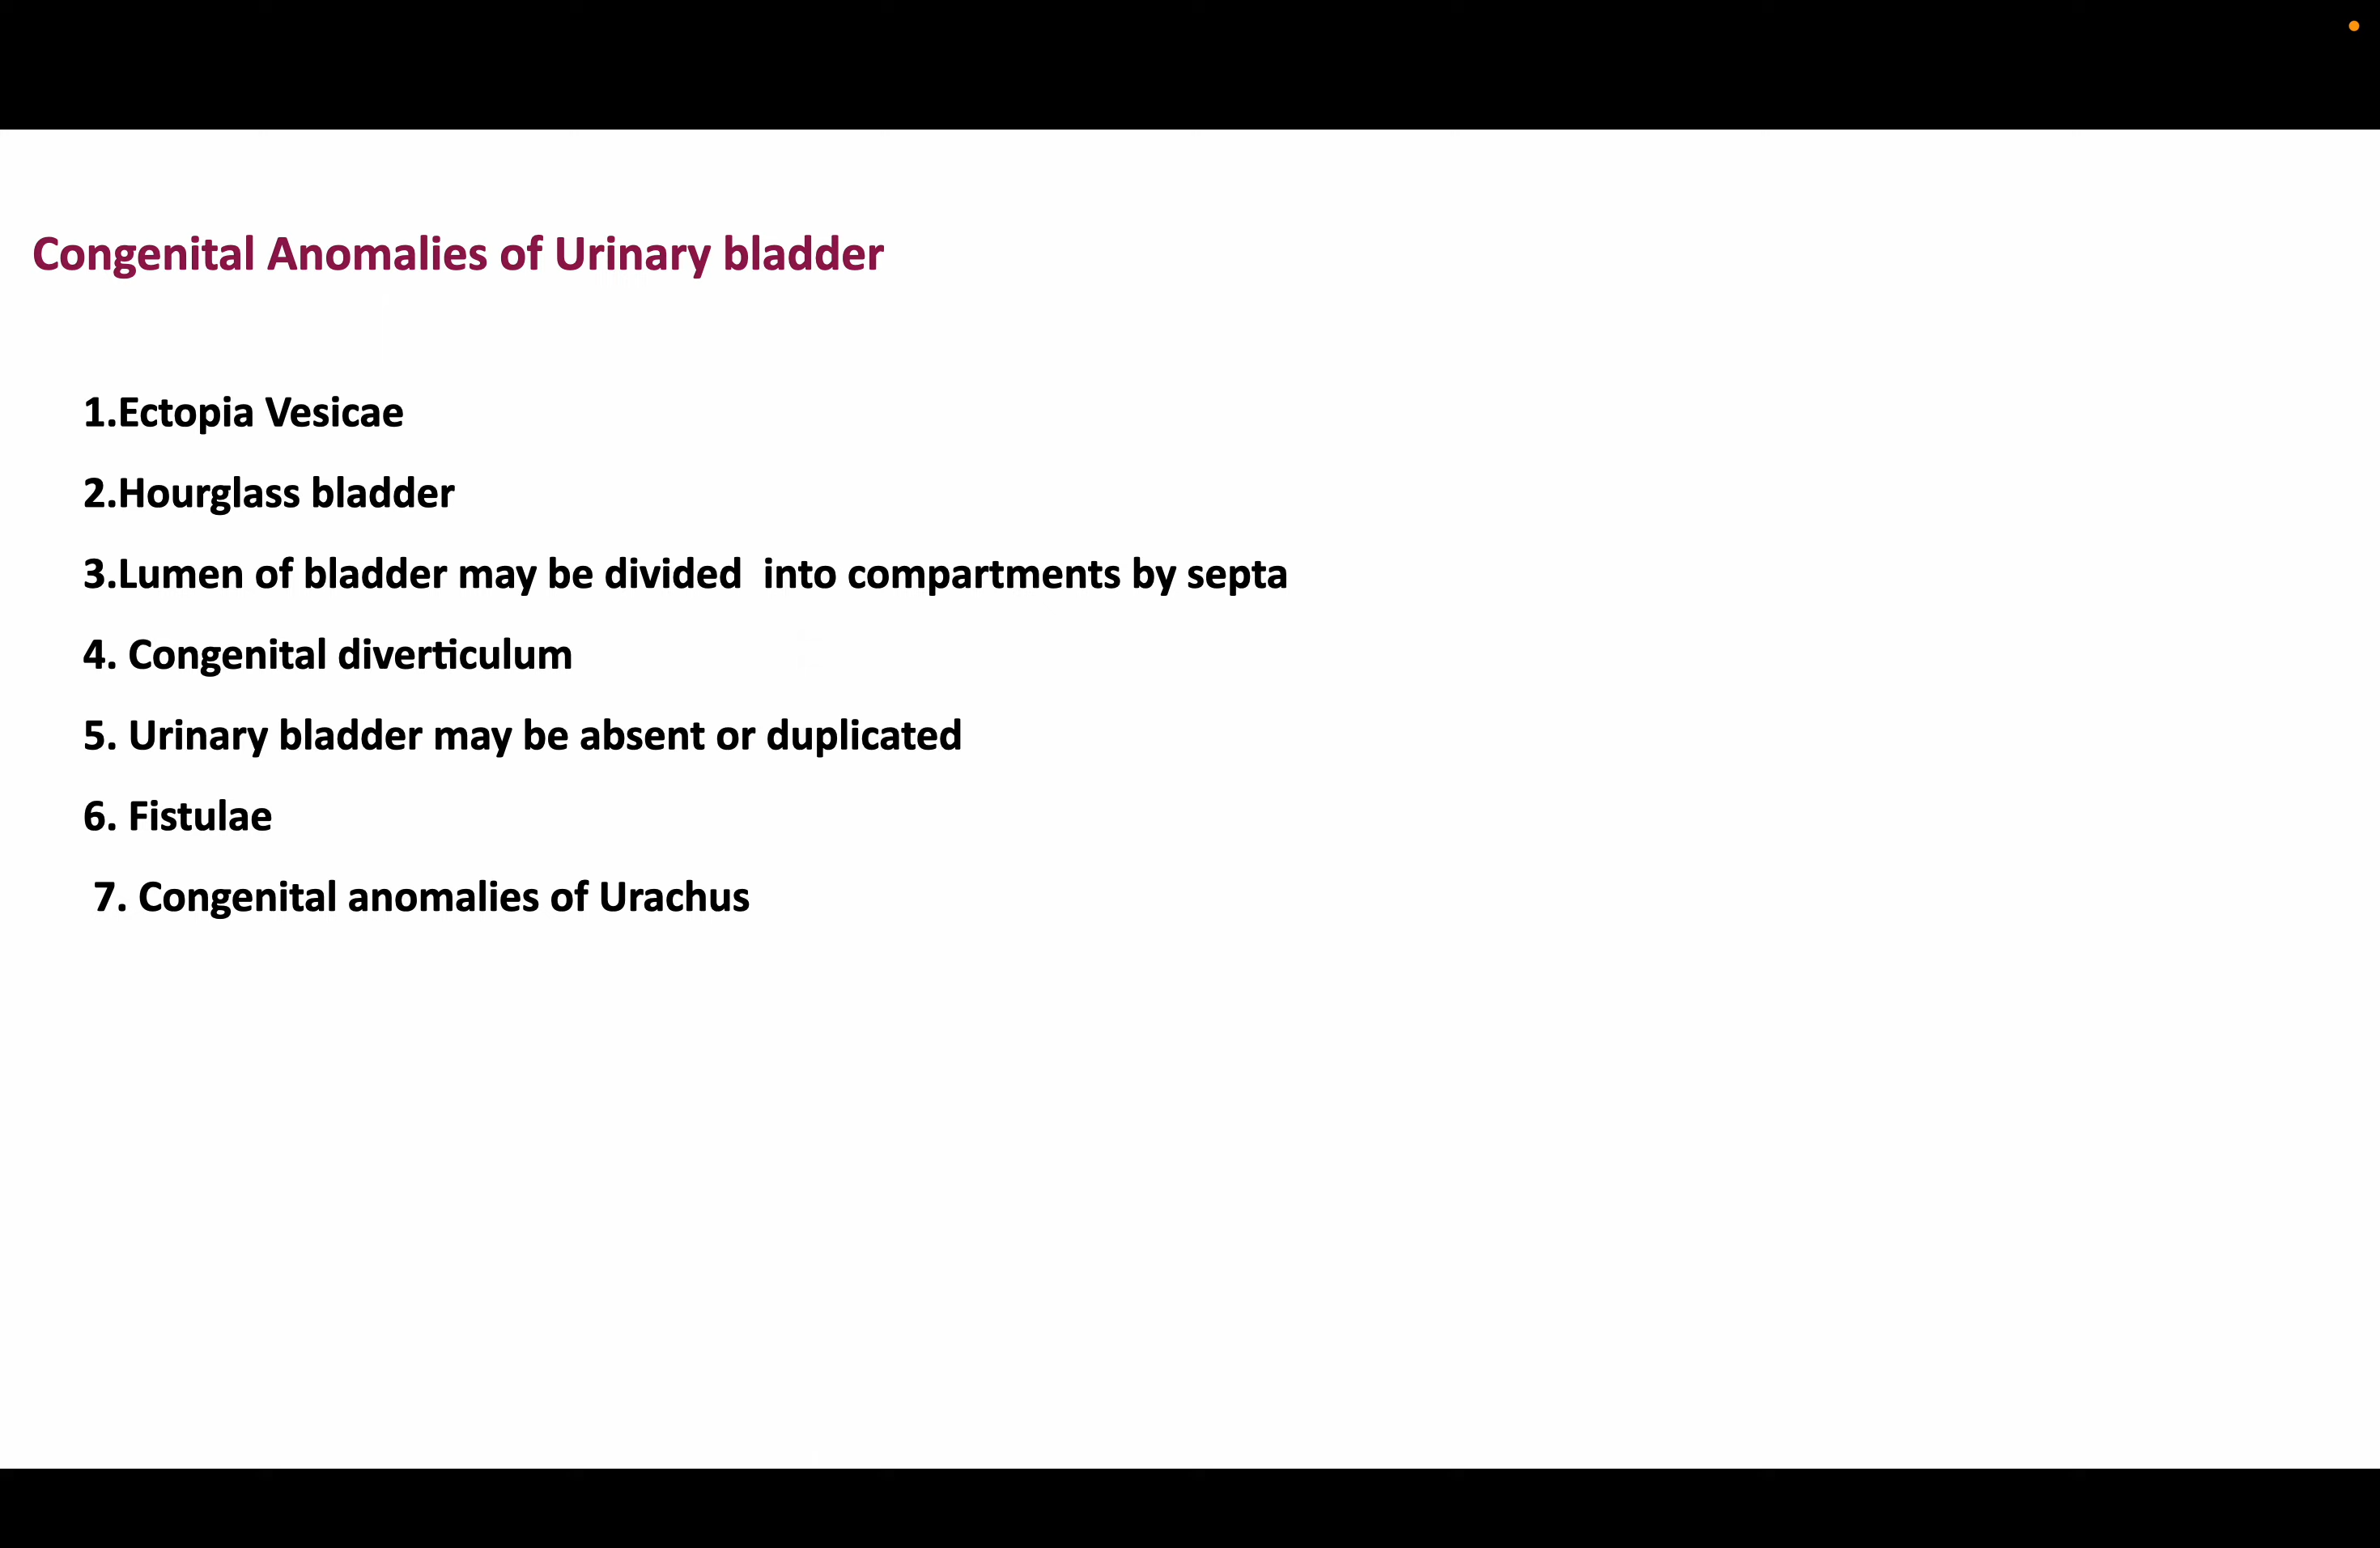 Congenital Anomalies of Urinary bladder
1.Ectopia Vesicae
2.Hourglass bladder
3.Lumen of bladder may be divided  into compartments by septa
4. Congenital diverticulum
5. Urinary bladder may be absent or duplicated
6. Fistulae
7. Congenital anomalies of Urachus